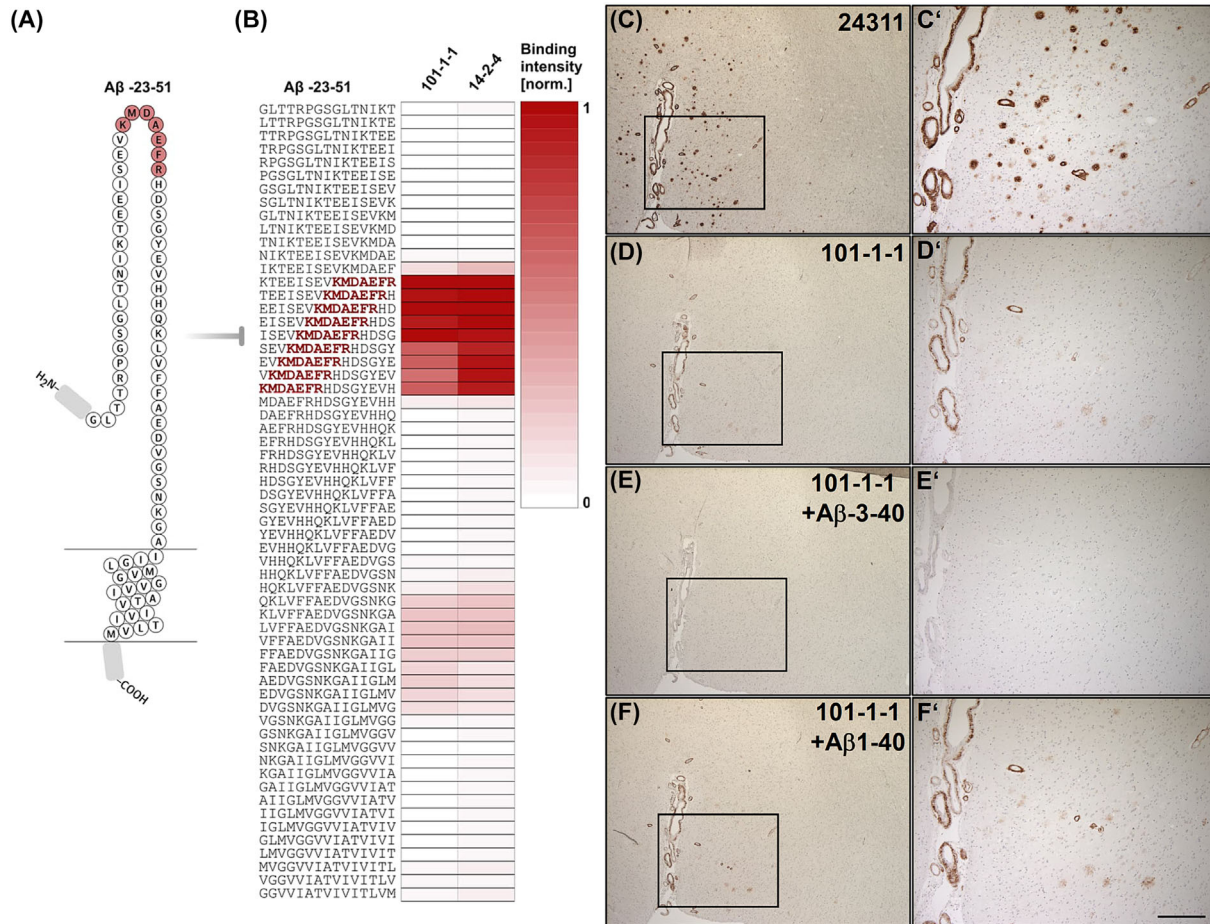 (A)
Aβ -23-51
K M D A E F R
V E S I E E T K I N T L G S G P R T T L G
H D S G Y E V H H Q K L V F F A E D V G S N K G A
I I G L
M V G
V V I
G A T V
I V I
T L V M
H₂N–
–COOH
(B)
Aβ -23-51
101-1-1
14-2-4
Binding
intensity
[norm.]
1
0
GLTTRPGSGLTNIKT
LTTRPGSGLTNIKTE
TTRPGSGLTNIKTEE
TRPGSGLTNIKTEEI
RPGSGLTNIKTEEIS
PGSGLTNIKTEEISE
GSGLTNIKTEEISEV
SGLTNIKTEEISEVK
GLTNIKTEEISEVKM
LTNIKTEEISEVKMD
TNIKTEEISEVKMDA
NIKTEEISEVKMDAE
IKTEEISEVKMDAEF
KTEEISEVKMDAEFR
TEEISEVKMDAEFRH
EEISEVKMDAEFRHD
EISEVKMDAEFRHDS
ISEVKMDAEFRHDSG
SEVKMDAEFRHDSGY
EVKMDAEFRHDSGYE
VKMDAEFRHDSGYEV
KMDAEFRHDSGYEVH
MDAEFRHDSGYEVHH
DAEFRHDSGYEVHHQ
AEFRHDSGYEVHHQK
EFRHDSGYEVHHQKL
FRHDSGYEVHHQKLV
RHDSGYEVHHQKLVF
HDSGYEVHHQKLVFF
DSGYEVHHQKLVFFA
SGYEVHHQKLVFFAE
GYEVHHQKLVFFAED
YEVHHQKLVFFAEDV
EVHHQKLVFFAEDVG
VHHQKLVFFAEDVGS
HHQKLVFFAEDVGSN
HQKLVFFAEDVGSNK
QKLVFFAEDVGSNKG
KLVFFAEDVGSNKGA
LVFFAEDVGSNKGAI
VFFAEDVGSNKGAII
FFAEDVGSNKGAIIG
FAEDVGSNKGAIIGL
AEDVGSNKGAIIGLM
EDVGSNKGAIIGLMV
DVGSNKGAIIGLMVG
VGSNKGAIIGLMVGG
GSNKGAIIGLMVGGV
SNKGAIIGLMVGGVV
NKGAIIGLMVGGVVI
KGAIIGLMVGGVVIA
GAIIGLMVGGVVIAT
AIIGLMVGGVVIATV
IIGLMVGGVVIATVI
IGLMVGGVVIATVIV
GLMVGGVVIATVIVI
LMVGGVVIATVIVIT
MVGGVVIATVIVITL
VGGVVIATVIVITLV
GGVVIATVIVITLVM
(C)
24311
C'
(D)
101-1-1
D'
(E)
101-1-1
+Aβ-3-40
E'
(F)
101-1-1
+Aβ1-40
F'